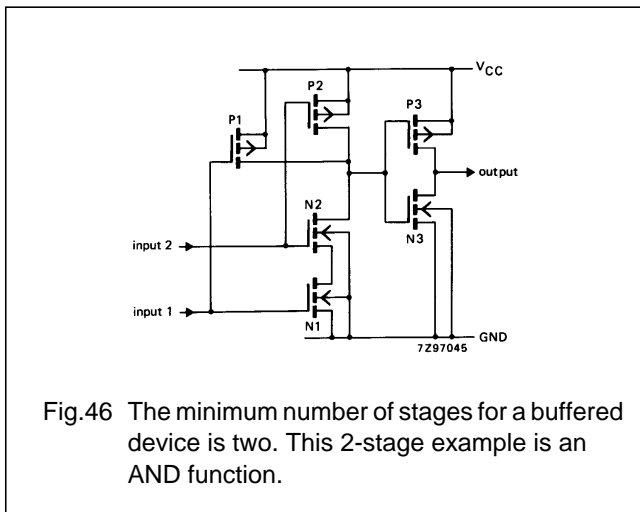 VCC
P2
P3
P1
output
N2
input 2
N3
input 1
N1
GND
7Z97045
Fig.46 The minimum number of stages for a buffered
device is two. This 2-stage example is an
AND function.